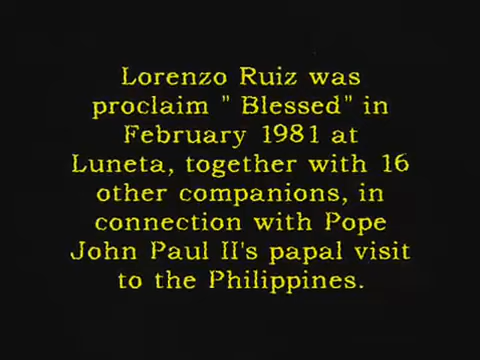 Lorenzo Ruiz was
proclaim " Blessed" in
February 1981 at
Luneta, together with 16
other companions, in
connection with Pope
John Paul II's papal visit
to the Philippines.